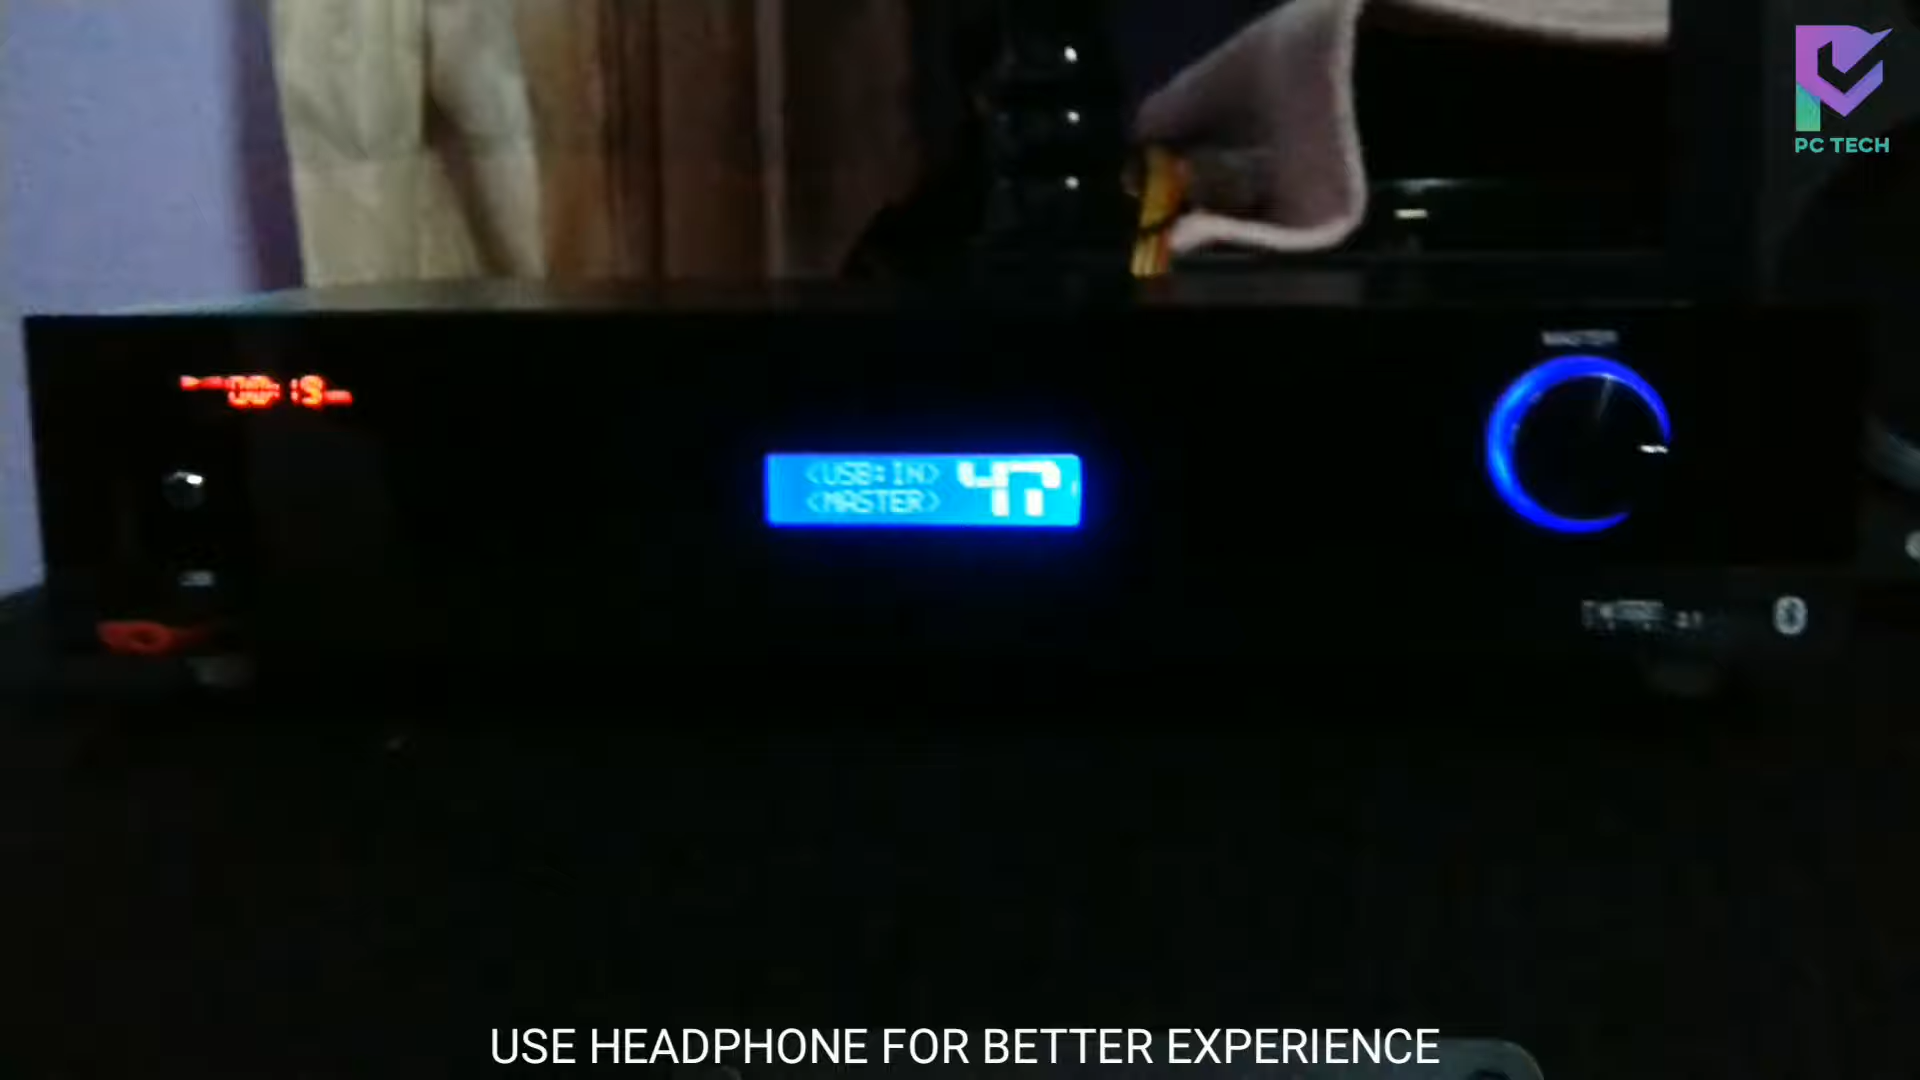 PC TECH
MASTER
<USB:IN> 47
<MASTER>
USE HEADPHONE FOR BETTER EXPERIENCE